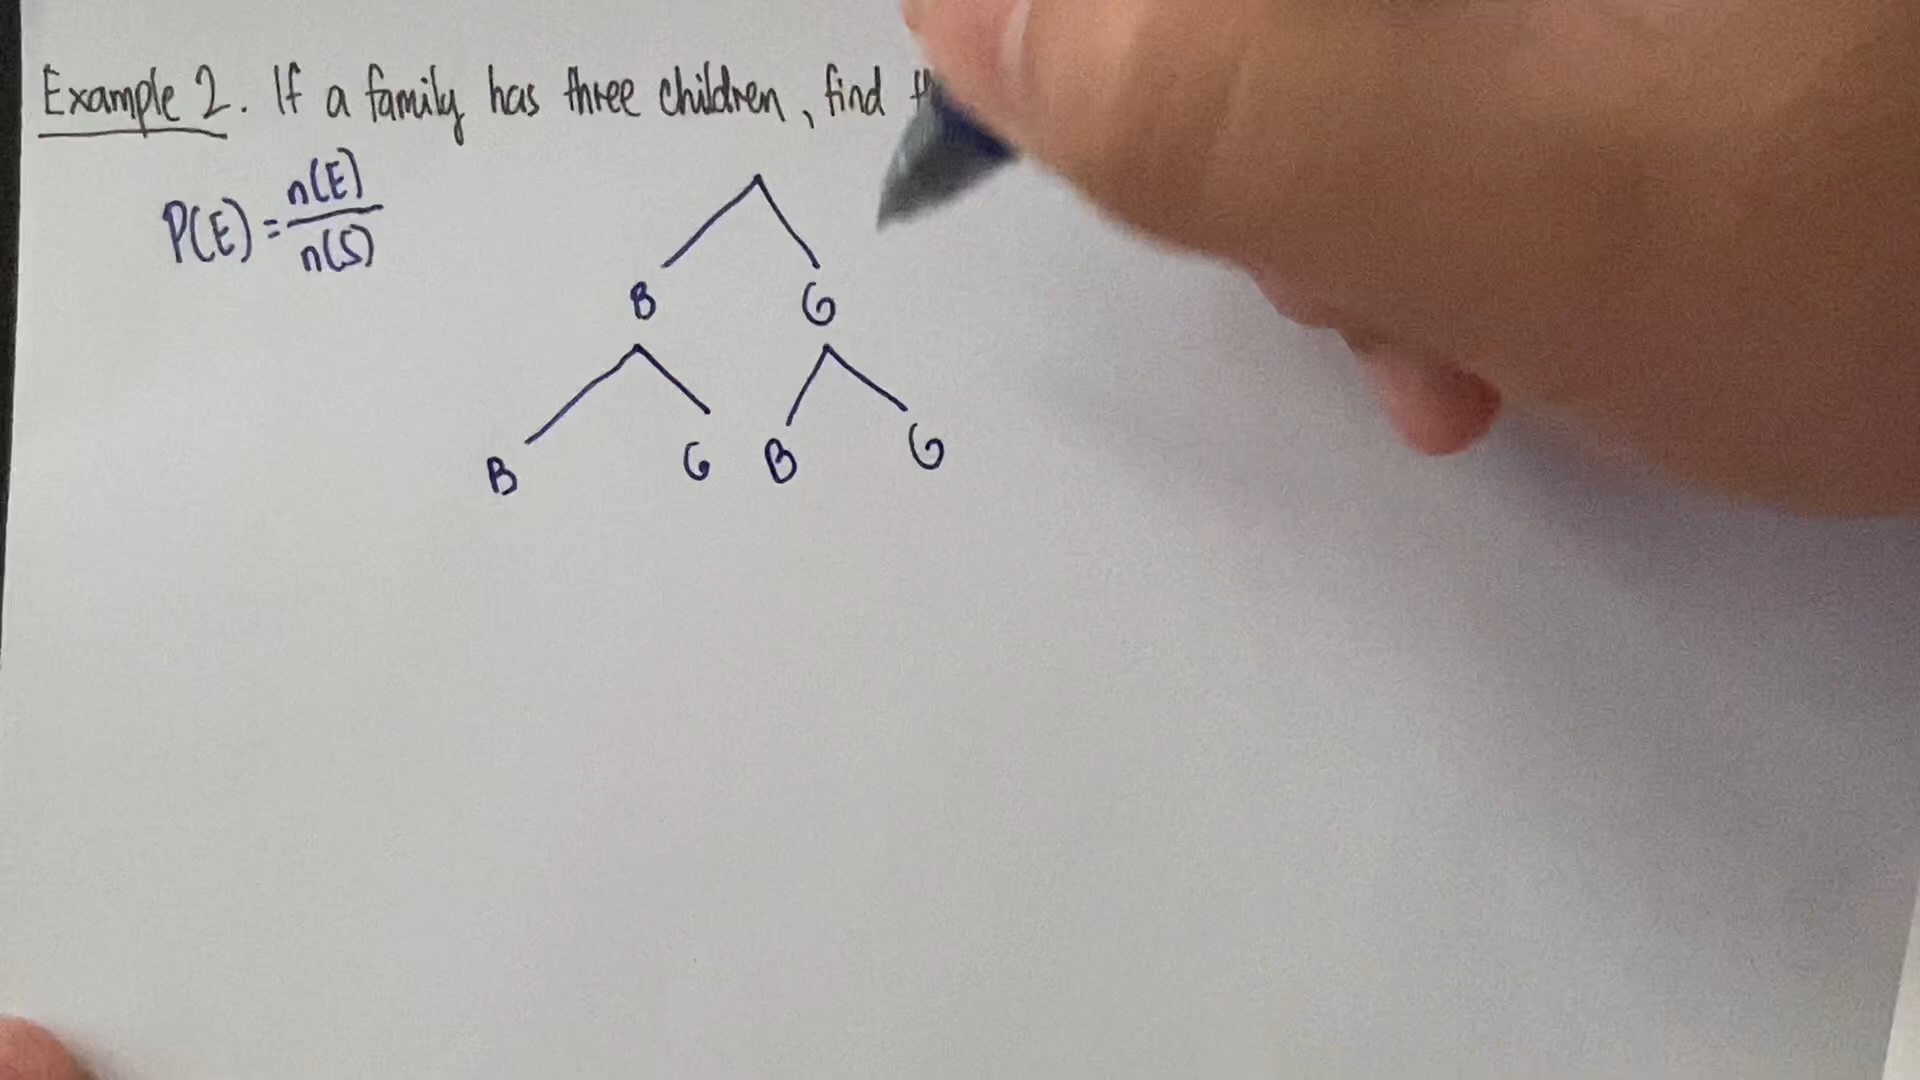 Example 2. If a family has three children, find
P(E) = n(E) / n(S)
B G
B G B G